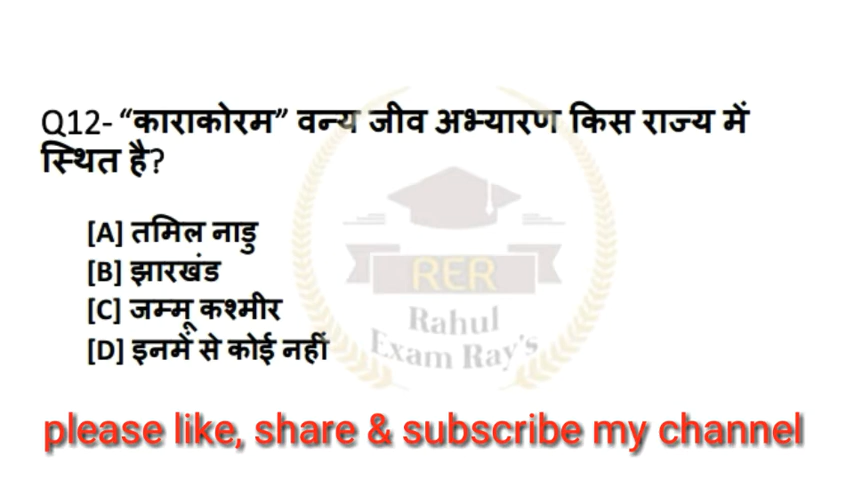 Q12- “काराकोरम” वन्य जीव अभ्यारण किस राज्य में
स्थित है?
[A] तमिल नाडु
[B] झारखंड
[C] जम्मू कश्मीर
[D] इनमें से कोई नहीं
RER
Rahul
Exam Ray's
please like, share & subscribe my channel